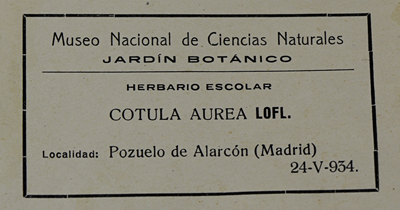 Museo Nacional de Ciencias Naturales
JARDÍN BOTÁNICO
HERBARIO ESCOLAR
COTULA AUREA LOFL.
Localidad: Pozuelo de Alarcón (Madrid)
24-V-934.